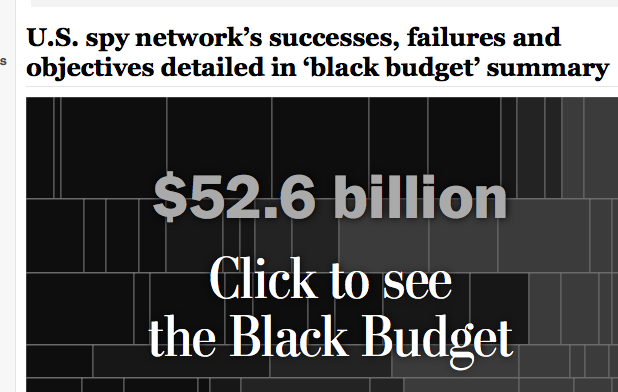 U.S. spy network’s successes, failures and
objectives detailed in ‘black budget’ summary
s
$52.6 billion
Click to see
the Black Budget